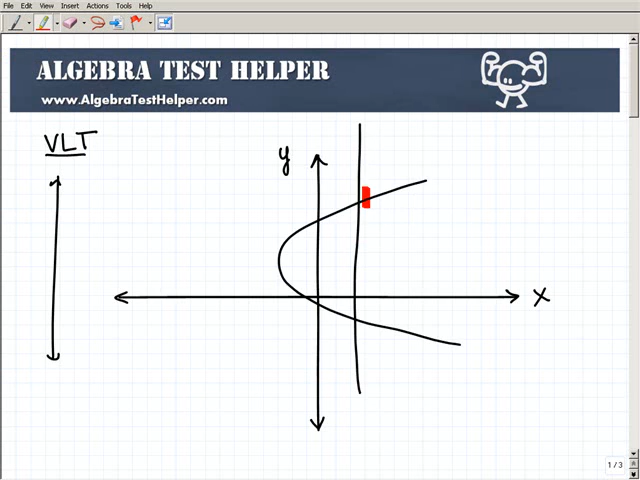 File Edit View Insert Actions Tools Help
ALGEBRA TEST HELPER
www.AlgebraTestHelper.com
VLT
y
x
1 / 3